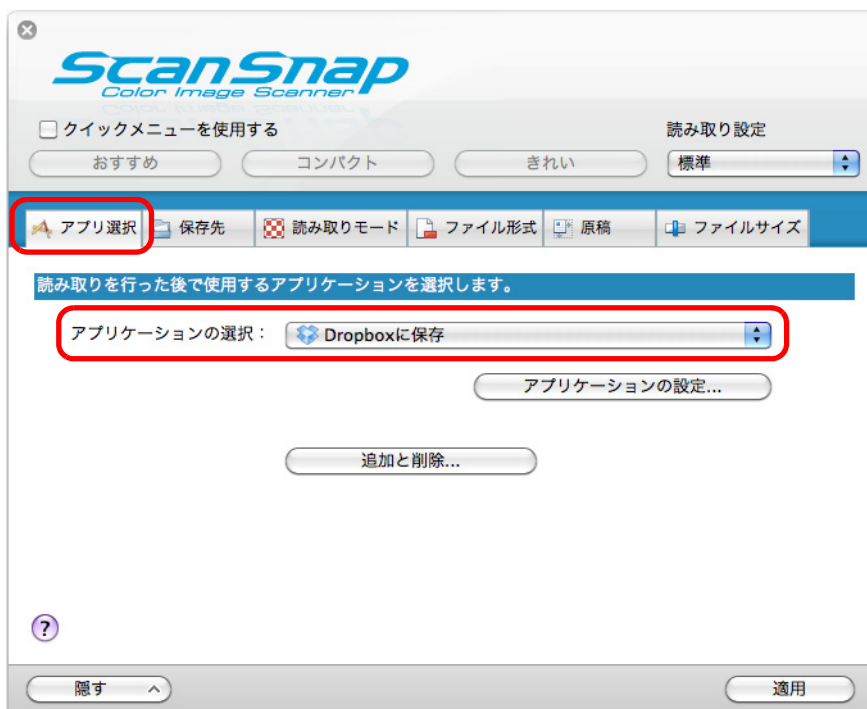 ScanSnap
Color Image Scanner
クイックメニューを使用する
読み取り設定
おすすめ
コンパクト
きれい
標準
アプリ選択
保存先
読み取りモード
ファイル形式
原稿
ファイルサイズ
読み取りを行った後で使用するアプリケーションを選択します。
アプリケーションの選択：
Dropboxに保存
アプリケーションの設定...
追加と削除...
?
隠す
適用